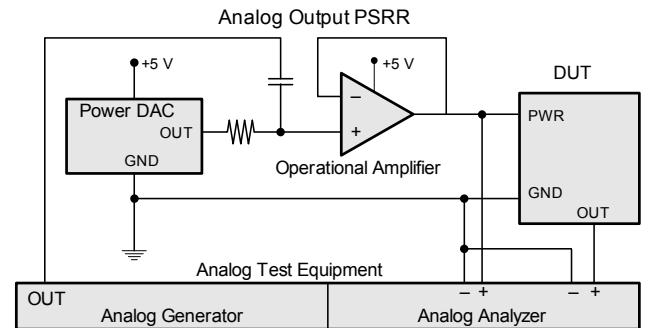 Analog Output PSRR
+5 V
+5 V
DUT
Power DAC
OUT
–
+
PWR
GND
Operational Amplifier
GND
OUT
Analog Test Equipment
– +
– +
OUT
Analog Generator
Analog Analyzer